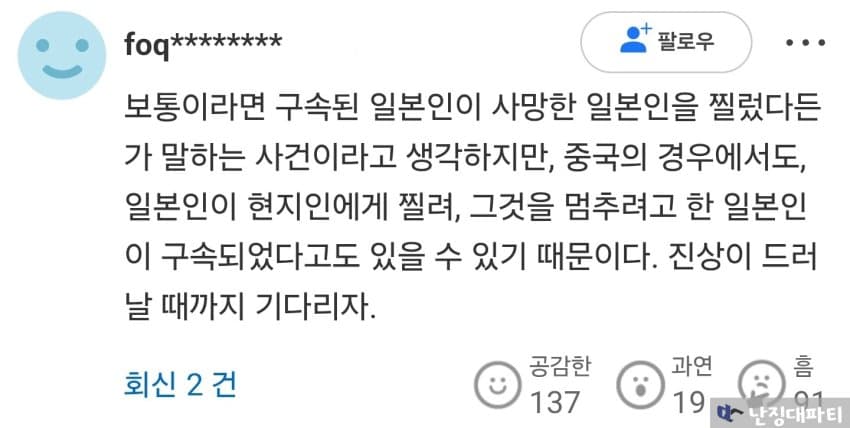 foq********
팔로우
보통이라면 구속된 일본인이 사망한 일본인을 찔렀다든
가 말하는 사건이라고 생각하지만, 중국의 경우에서도,
일본인이 현지인에게 찔려, 그것을 멈추려고 한 일본인
이 구속되었다고도 있을 수 있기 때문이다. 진상이 드러
날 때까지 기다리자.
회신 2 건
공감한
137
과연
19
흠
91
난징대파티